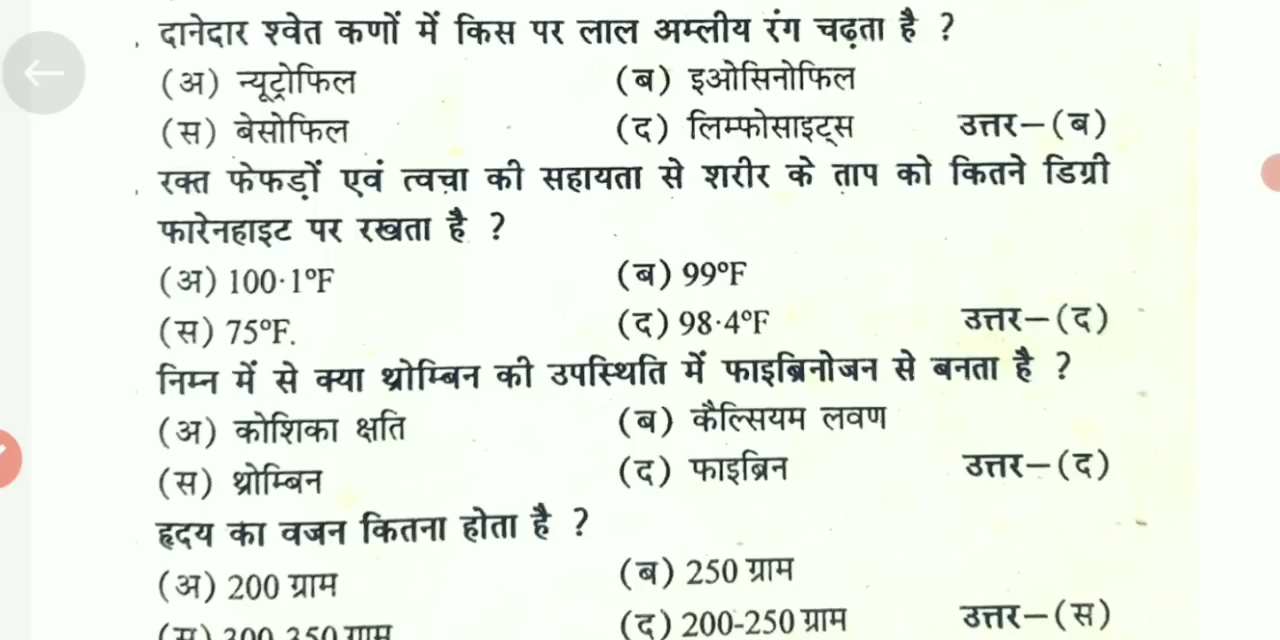 दानेदार श्वेत कणों में किस पर लाल अम्लीय रंग चढ़ता है ?
(अ) न्यूट्रोफिल (ब) इओसिनोफिल
(स) बेसोफिल (द) लिम्फोसाइट्स उत्तर–(ब)
रक्त फेफड़ों एवं त्वचा की सहायता से शरीर के ताप को कितने डिग्री
फारेनहाइट पर रखता है ?
(अ) 100·1°F (ब) 99°F
(स) 75°F. (द) 98·4°F उत्तर–(द)
निम्न में से क्या थ्रोम्बिन की उपस्थिति में फाइब्रिनोजन से बनता है ?
(अ) कोशिका क्षति (ब) कैल्सियम लवण
(स) थ्रोम्बिन (द) फाइब्रिन उत्तर–(द)
हृदय का वजन कितना होता है ?
(अ) 200 ग्राम (ब) 250 ग्राम
(द) 200-250 ग्राम उत्तर–(स)